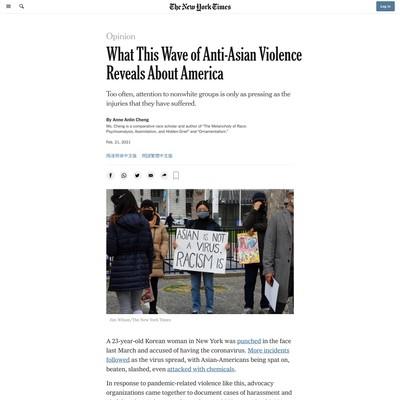 The New York Times
Log in
Opinion
What This Wave of Anti-Asian Violence
Reveals About America
Too often, attention to nonwhite groups is only as pressing as the
injuries that they have suffered.
By Anne Anlin Cheng
Ms. Cheng is a comparative race scholar and author of "The Melancholy of Race:
Psychoanalysis, Assimilation, and Hidden Grief" and "Ornamentalism."
Feb. 21, 2021
阅读简体中文版 閱讀繁體中文版
ASIAN IS NOT
A VIRUS.
RACISM IS
Jim Wilson/The New York Times
A 23-year-old Korean woman in New York was punched in the face
last March and accused of having the coronavirus. More incidents
followed as the virus spread, with Asian-Americans being spat on,
beaten, slashed, even attacked with chemicals.
In response to pandemic-related violence like this, advocacy
organizations came together to document cases of harassment and